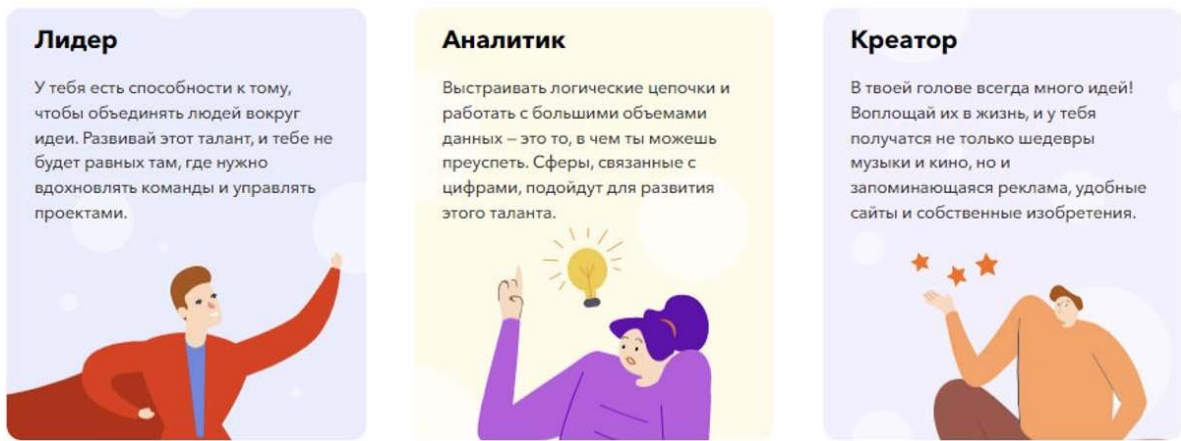 Лидер
У тебя есть способности к тому,
чтобы объединять людей вокруг
идеи. Развивай этот талант, и тебе не
будет равных там, где нужно
вдохновлять команды и управлять
проектами.
Аналитик
Выстраивать логические цепочки и
работать с большими объемами
данных – это то, в чем ты можешь
преуспеть. Сферы, связанные с
цифрами, подойдут для развития
этого таланта.
Креатор
В твоей голове всегда много идей!
Воплощай их в жизнь, и у тебя
получатся не только шедевры
музыки и кино, но и
запоминающаяся реклама, удобные
сайты и собственные изобретения.